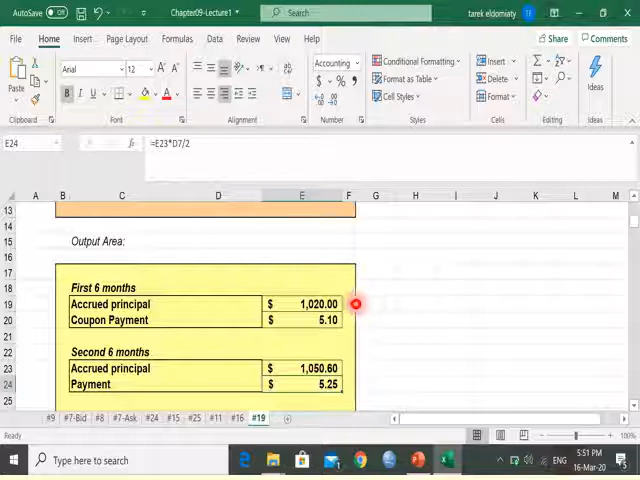 AutoSave Off Chapter09-Lecture1 Search tarek eldomiaty TE
File Home Insert Page Layout Formulas Data Review View Help Share Comments
Paste Arial 12 A A ab Accounting Conditional Formatting Insert Σ Ideas
B I U A $ % , Format as Table Delete
Cell Styles Format
Clipboard Font Alignment Number Styles Cells Editing Ideas
E24 fx =E23*D7/2
A B C D E F G H I J K L M
13
14
15 Output Area:
16
17
18 First 6 months
19 Accrued principal $ 1,020.00
20 Coupon Payment $ 5.10
21
22 Second 6 months
23 Accrued principal $ 1,050.60
24 Payment $ 5.25
25
#9 #7-Bid #8 #7-Ask #24 #15 #25 #11 #16 #19
Ready 100%
Type here to search ENG 5:51 PM
16-Mar-20 5